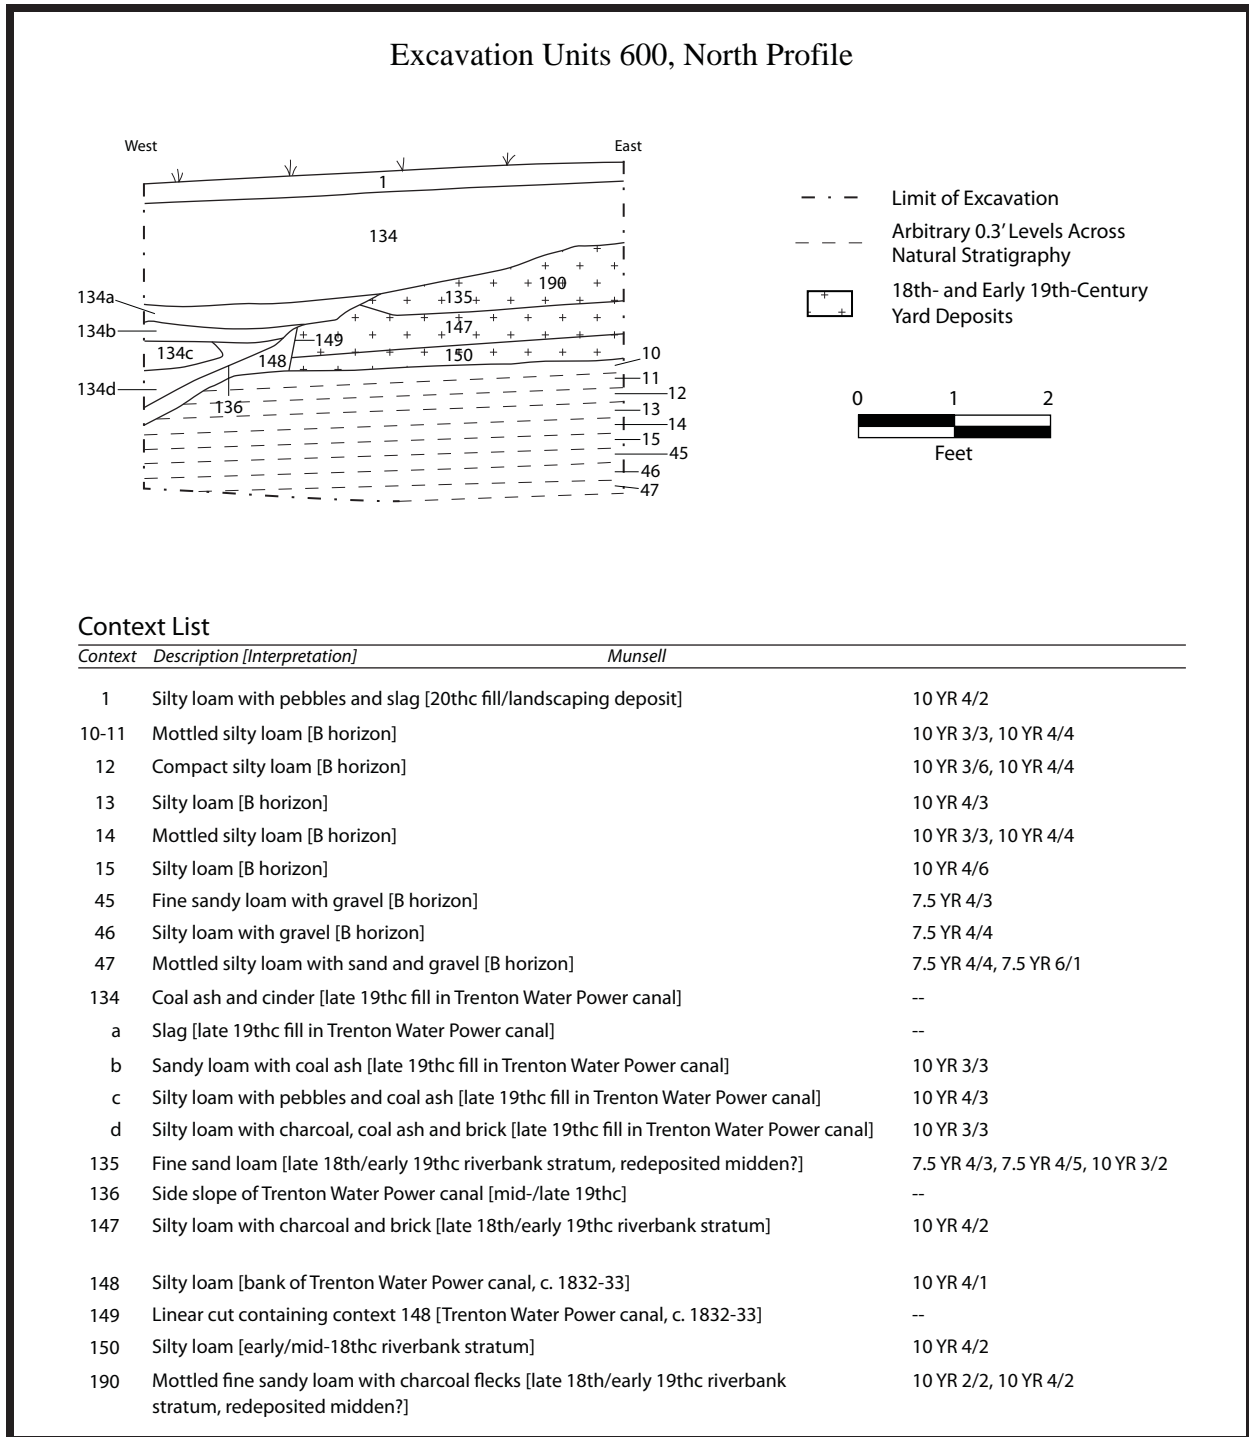 Excavation Units 600, North Profile
West
East
1
134
134a
134b
134c
134d
135
190
147
149
148
150
136
10
11
12
13
14
15
45
46
47
Limit of Excavation
Arbitrary 0.3’ Levels Across
Natural Stratigraphy
18th- and Early 19th-Century
Yard Deposits
0 1 2
Feet
Context List
Context Description [Interpretation] Munsell
1 Silty loam with pebbles and slag [20thc fill/landscaping deposit] 10 YR 4/2
10-11 Mottled silty loam [B horizon] 10 YR 3/3, 10 YR 4/4
12 Compact silty loam [B horizon] 10 YR 3/6, 10 YR 4/4
13 Silty loam [B horizon] 10 YR 4/3
14 Mottled silty loam [B horizon] 10 YR 3/3, 10 YR 4/4
15 Silty loam [B horizon] 10 YR 4/6
45 Fine sandy loam with gravel [B horizon] 7.5 YR 4/3
46 Silty loam with gravel [B horizon] 7.5 YR 4/4
47 Mottled silty loam with sand and gravel [B horizon] 7.5 YR 4/4, 7.5 YR 6/1
134 Coal ash and cinder [late 19thc fill in Trenton Water Power canal] --
a Slag [late 19thc fill in Trenton Water Power canal] --
b Sandy loam with coal ash [late 19thc fill in Trenton Water Power canal] 10 YR 3/3
c Silty loam with pebbles and coal ash [late 19thc fill in Trenton Water Power canal] 10 YR 4/3
d Silty loam with charcoal, coal ash and brick [late 19thc fill in Trenton Water Power canal] 10 YR 3/3
135 Fine sand loam [late 18th/early 19thc riverbank stratum, redeposited midden?] 7.5 YR 4/3, 7.5 YR 4/5, 10 YR 3/2
136 Side slope of Trenton Water Power canal [mid-/late 19thc] --
147 Silty loam with charcoal and brick [late 18th/early 19thc riverbank stratum] 10 YR 4/2
148 Silty loam [bank of Trenton Water Power canal, c. 1832-33] 10 YR 4/1
149 Linear cut containing context 148 [Trenton Water Power canal, c. 1832-33] --
150 Silty loam [early/mid-18thc riverbank stratum] 10 YR 4/2
190 Mottled fine sandy loam with charcoal flecks [late 18th/early 19thc riverbank 10 YR 2/2, 10 YR 4/2
stratum, redeposited midden?]